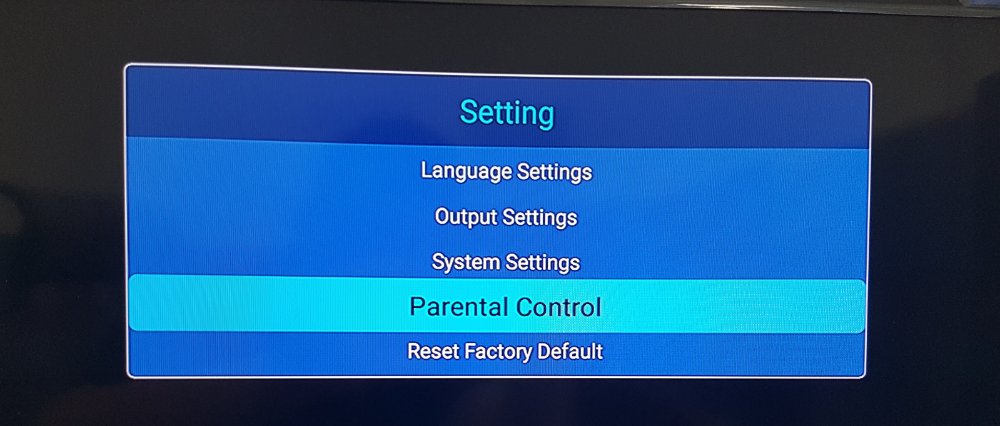 Setting
Language Settings
Output Settings
System Settings
Parental Control
Reset Factory Default